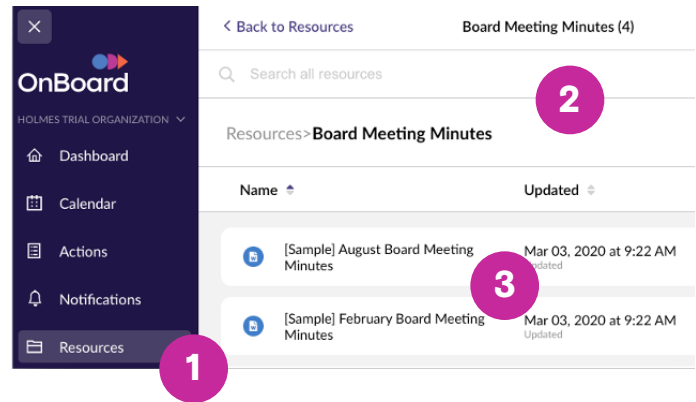 Back to Resources
Board Meeting Minutes (4)
OnBoard
Search all resources
2
HOLMES TRIAL ORGANIZATION
Resources>Board Meeting Minutes
Dashboard
Name
Updated
Calendar
Actions
[Sample] August Board Meeting
Minutes
Mar 03, 2020 at 9:22 AM
Updated
3
Notifications
[Sample] February Board Meeting
Minutes
Mar 03, 2020 at 9:22 AM
Updated
Resources
1